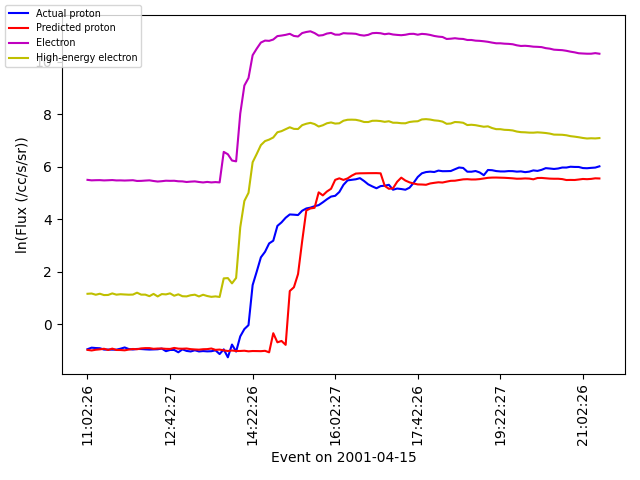 Actual proton
Predicted proton
Electron
High-energy electron
ln(Flux (/cc/s/sr))
10
8
6
4
2
0
11:02:26
12:42:27
14:22:26
16:02:27
17:42:26
19:22:27
21:02:26
Event on 2001-04-15